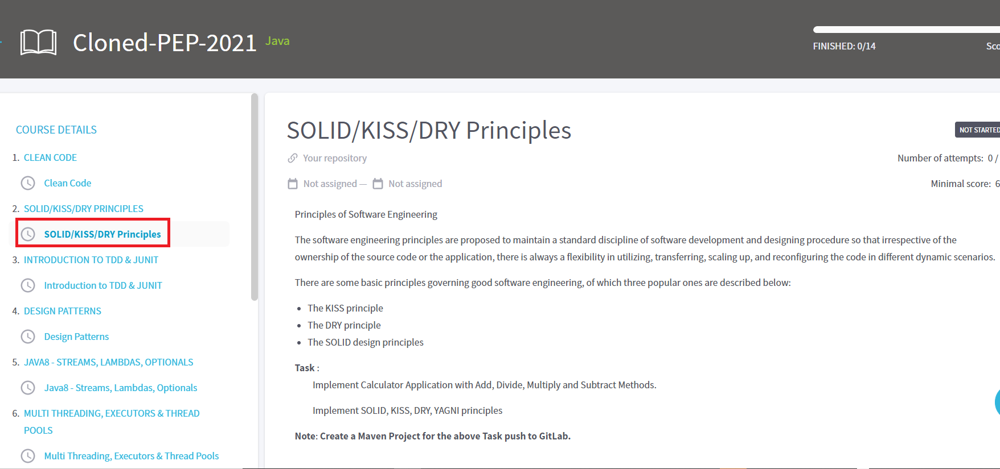 Cloned-PEP-2021 Java
FINISHED: 0/14
COURSE DETAILS
1. CLEAN CODE
Clean Code
2. SOLID/KISS/DRY PRINCIPLES
SOLID/KISS/DRY Principles
3. INTRODUCTION TO TDD & JUNIT
Introduction to TDD & JUNIT
4. DESIGN PATTERNS
Design Patterns
5. JAVA8 - STREAMS, LAMBDAS, OPTIONALS
Java8 - Streams, Lambdas, Optionals
6. MULTI THREADING, EXECUTORS & THREAD
POOLS
Multi Threading, Executors & Thread Pools
SOLID/KISS/DRY Principles
NOT STARTED
Your repository
Number of attempts: 0 /
Not assigned — Not assigned
Minimal score: 6
Principles of Software Engineering
The software engineering principles are proposed to maintain a standard discipline of software development and designing procedure so that irrespective of the
ownership of the source code or the application, there is always a flexibility in utilizing, transferring, scaling up, and reconfiguring the code in different dynamic scenarios.
There are some basic principles governing good software engineering, of which three popular ones are described below:
• The KISS principle
• The DRY principle
• The SOLID design principles
Task :
Implement Calculator Application with Add, Divide, Multiply and Subtract Methods.
Implement SOLID, KISS, DRY, YAGNI principles
Note: Create a Maven Project for the above Task push to GitLab.